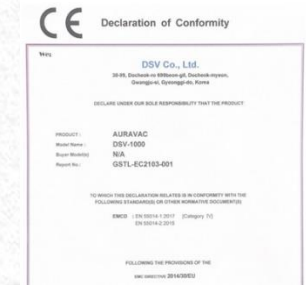 CE Declaration of Conformity
We,
DSV Co., Ltd.
DECLARE UNDER OUR SOLE RESPONSIBILITY THAT THE PRODUCT
PRODUCT : AURAVAC
Model Name : DSV-1000
Buyer Model(s) N/A
Report No.: GSTL-EC2103-001
TO WHICH THIS DECLARATION RELATES IS IN CONFORMITY WITH THE
FOLLOWING STANDARD(S) OR OTHER NORMATIVE DOCUMENT(S)
EMCD : EN 55014-1:2017 (Category IV)
EN 55014-2:2015
FOLLOWING THE PROVISIONS OF THE
EMC DIRECTIVE 2014/30/EU